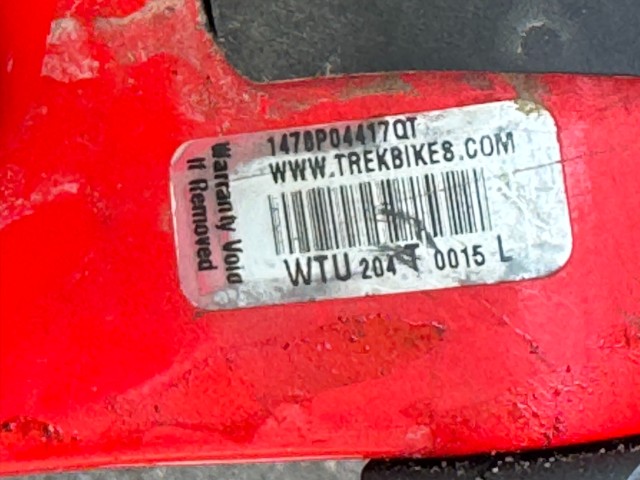 1470P04417QT
WWW.TREKBIKES.COM
WTU 204 T 0015 L
Warranty Void
If Removed